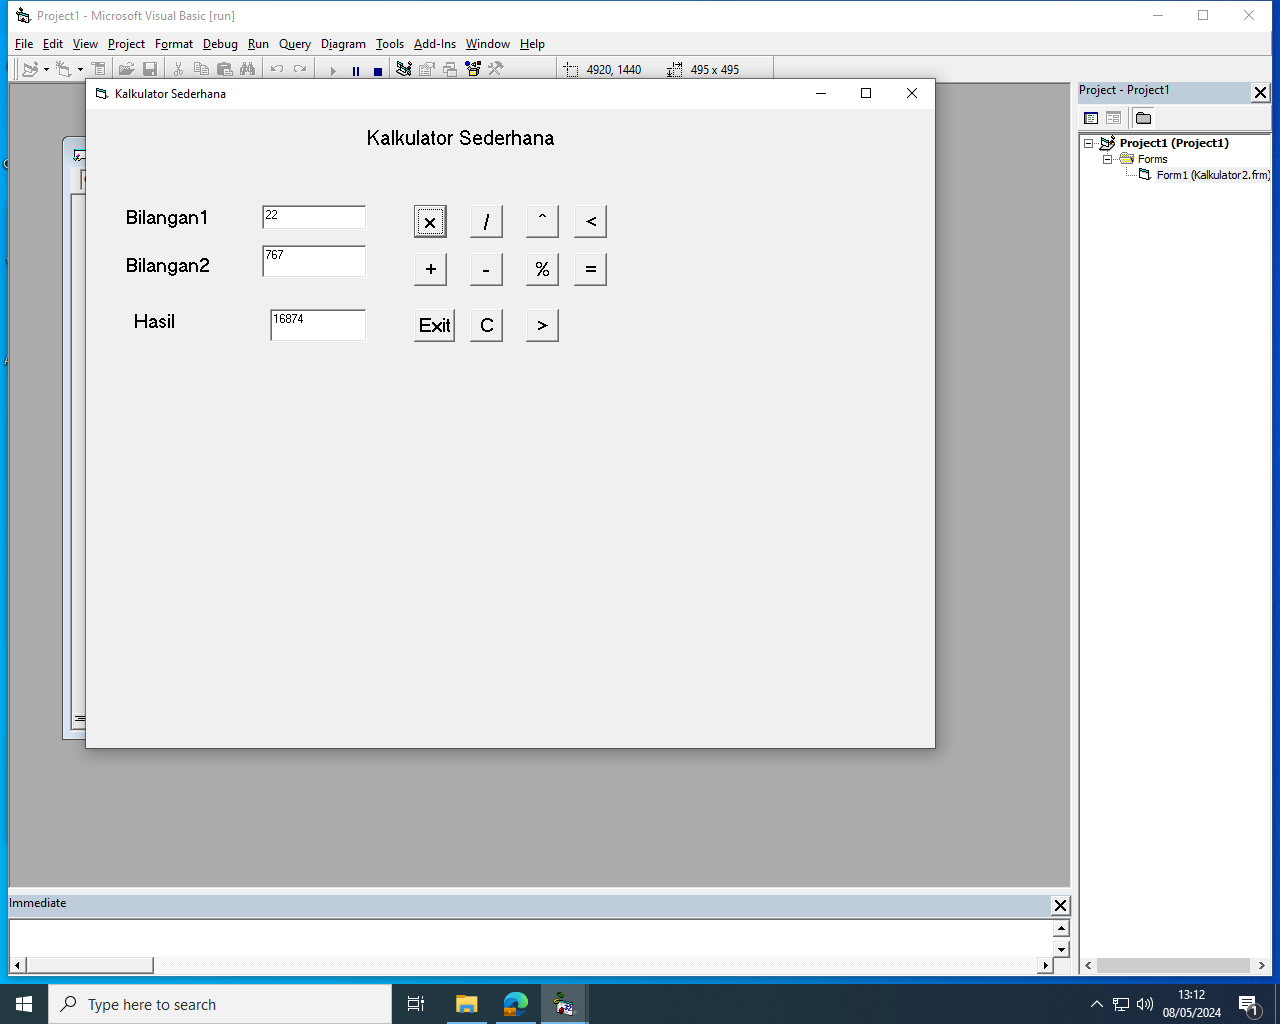 Project1 - Microsoft Visual Basic [run]
File Edit View Project Format Debug Run Query Diagram Tools Add-Ins Window Help
4920, 1440 495 x 495
Kalkulator Sederhana
Project - Project1
Kalkulator Sederhana
Project1 (Project1)
Forms
Form1 (Kalkulator2.frm)
Bilangan1 22 × / ^ <
Bilangan2 767 + - % =
Hasil 16874 Exit C >
Immediate
Type here to search
13:12
08/05/2024
1